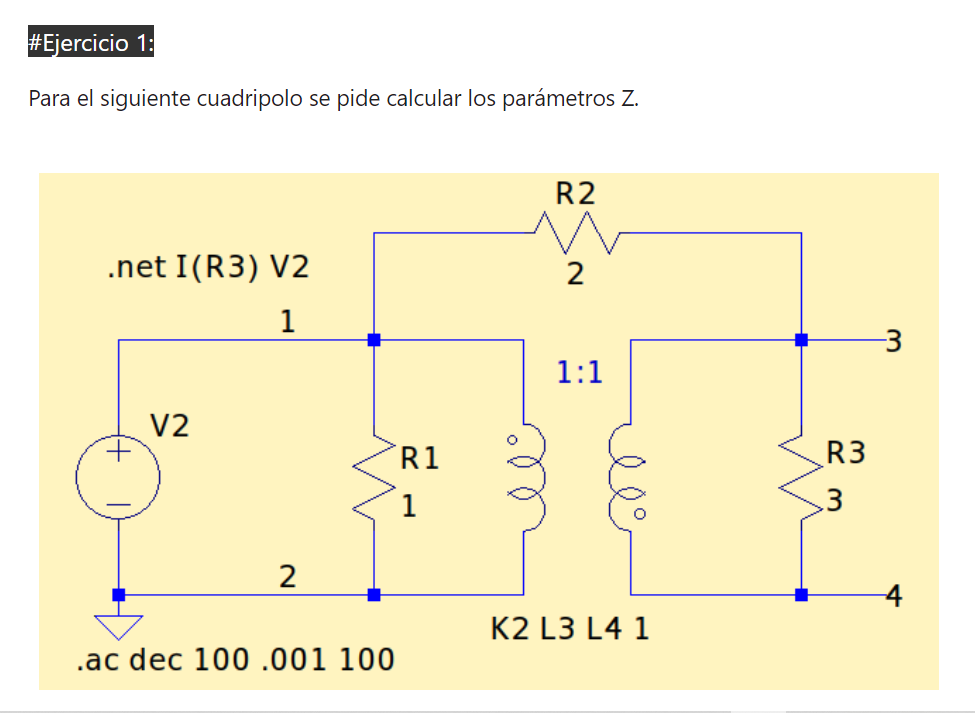 #Ejercicio 1:
Para el siguiente cuadripolo se pide calcular los parámetros Z.
R2
2
.net I(R3) V2
1
3
1:1
V2
R1
1
R3
3
2
4
K2 L3 L4 1
.ac dec 100 .001 100